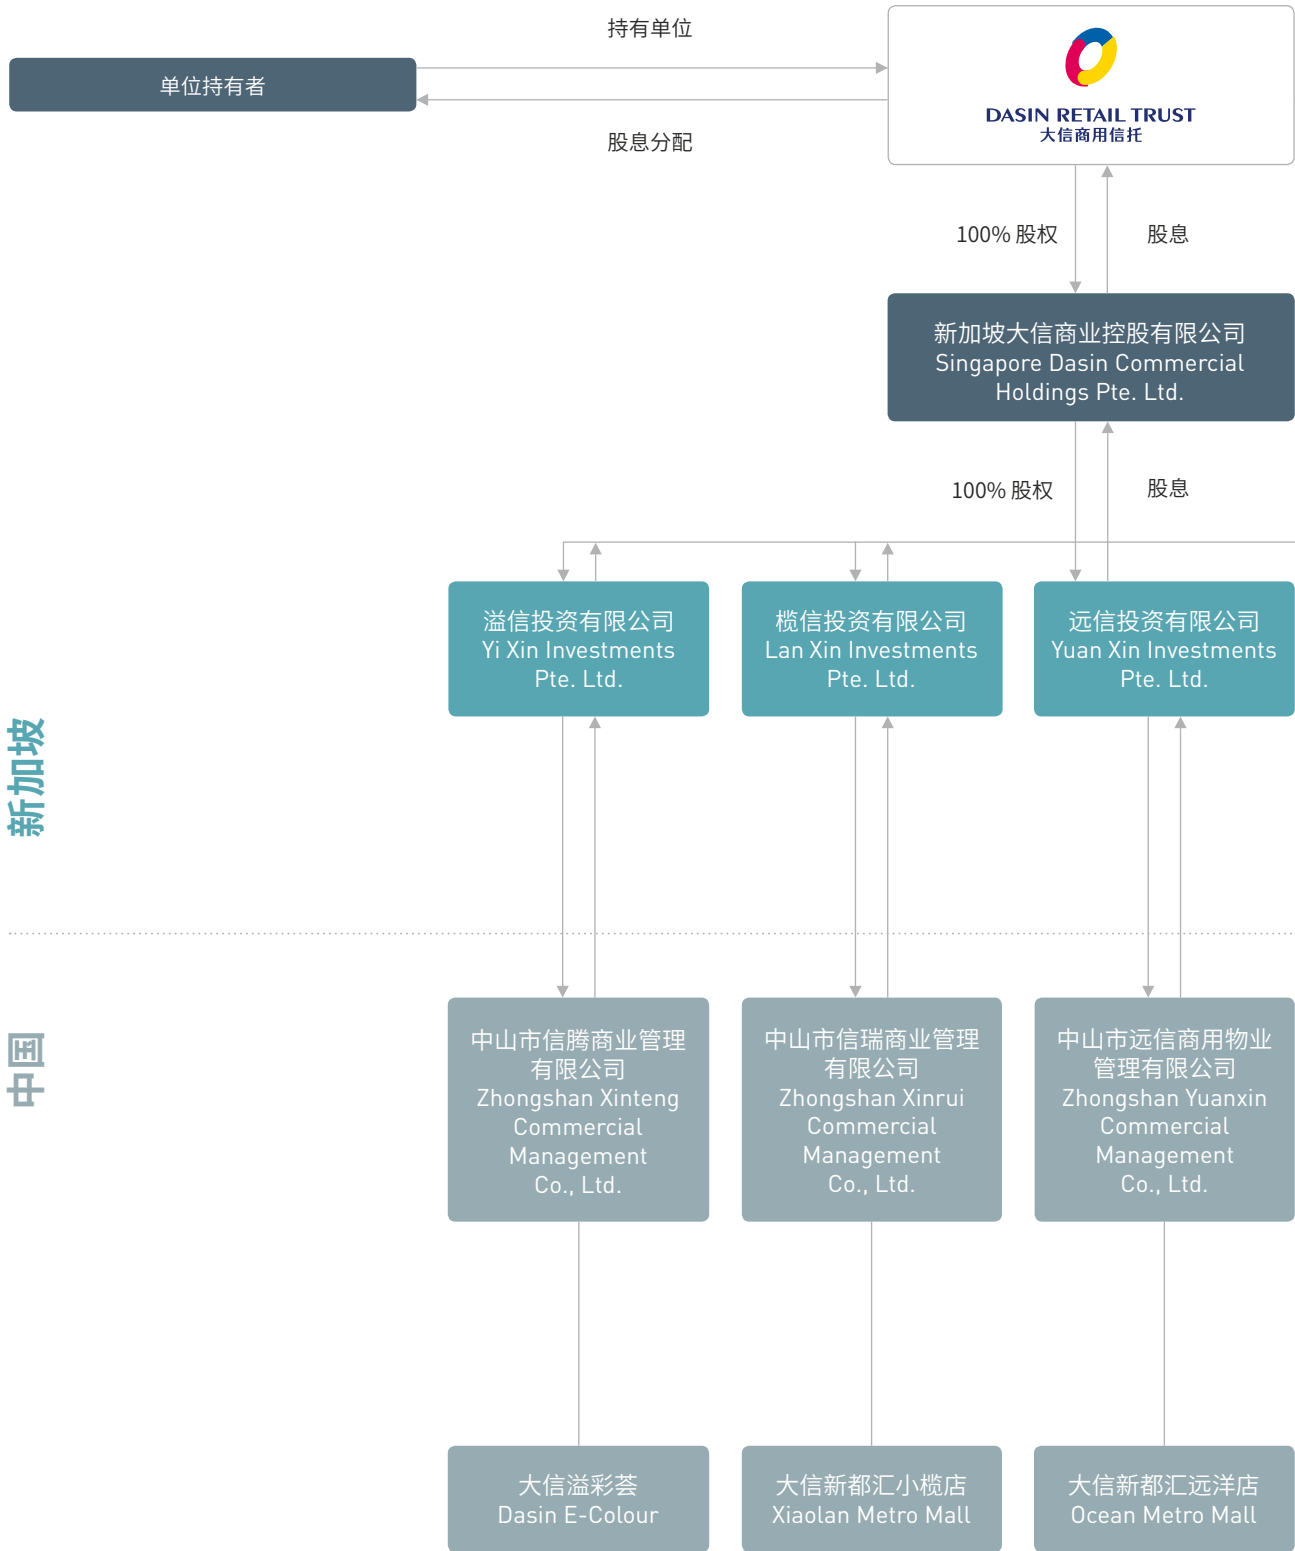 持有单位
单位持有者
股息分配
DASIN RETAIL TRUST
大信商用信托
100% 股权
股息
新加坡大信商业控股有限公司
Singapore Dasin Commercial
Holdings Pte. Ltd.
100% 股权
股息
溢信投资有限公司
Yi Xin Investments
Pte. Ltd.
榄信投资有限公司
Lan Xin Investments
Pte. Ltd.
远信投资有限公司
Yuan Xin Investments
Pte. Ltd.
新加坡
中国
中山市信腾商业管理
有限公司
Zhongshan Xinteng
Commercial
Management
Co., Ltd.
中山市信瑞商业管理
有限公司
Zhongshan Xinrui
Commercial
Management
Co., Ltd.
中山市远信商用物业
管理有限公司
Zhongshan Yuanxin
Commercial
Management
Co., Ltd.
大信溢彩荟
Dasin E-Colour
大信新都汇小榄店
Xiaolan Metro Mall
大信新都汇远洋店
Ocean Metro Mall